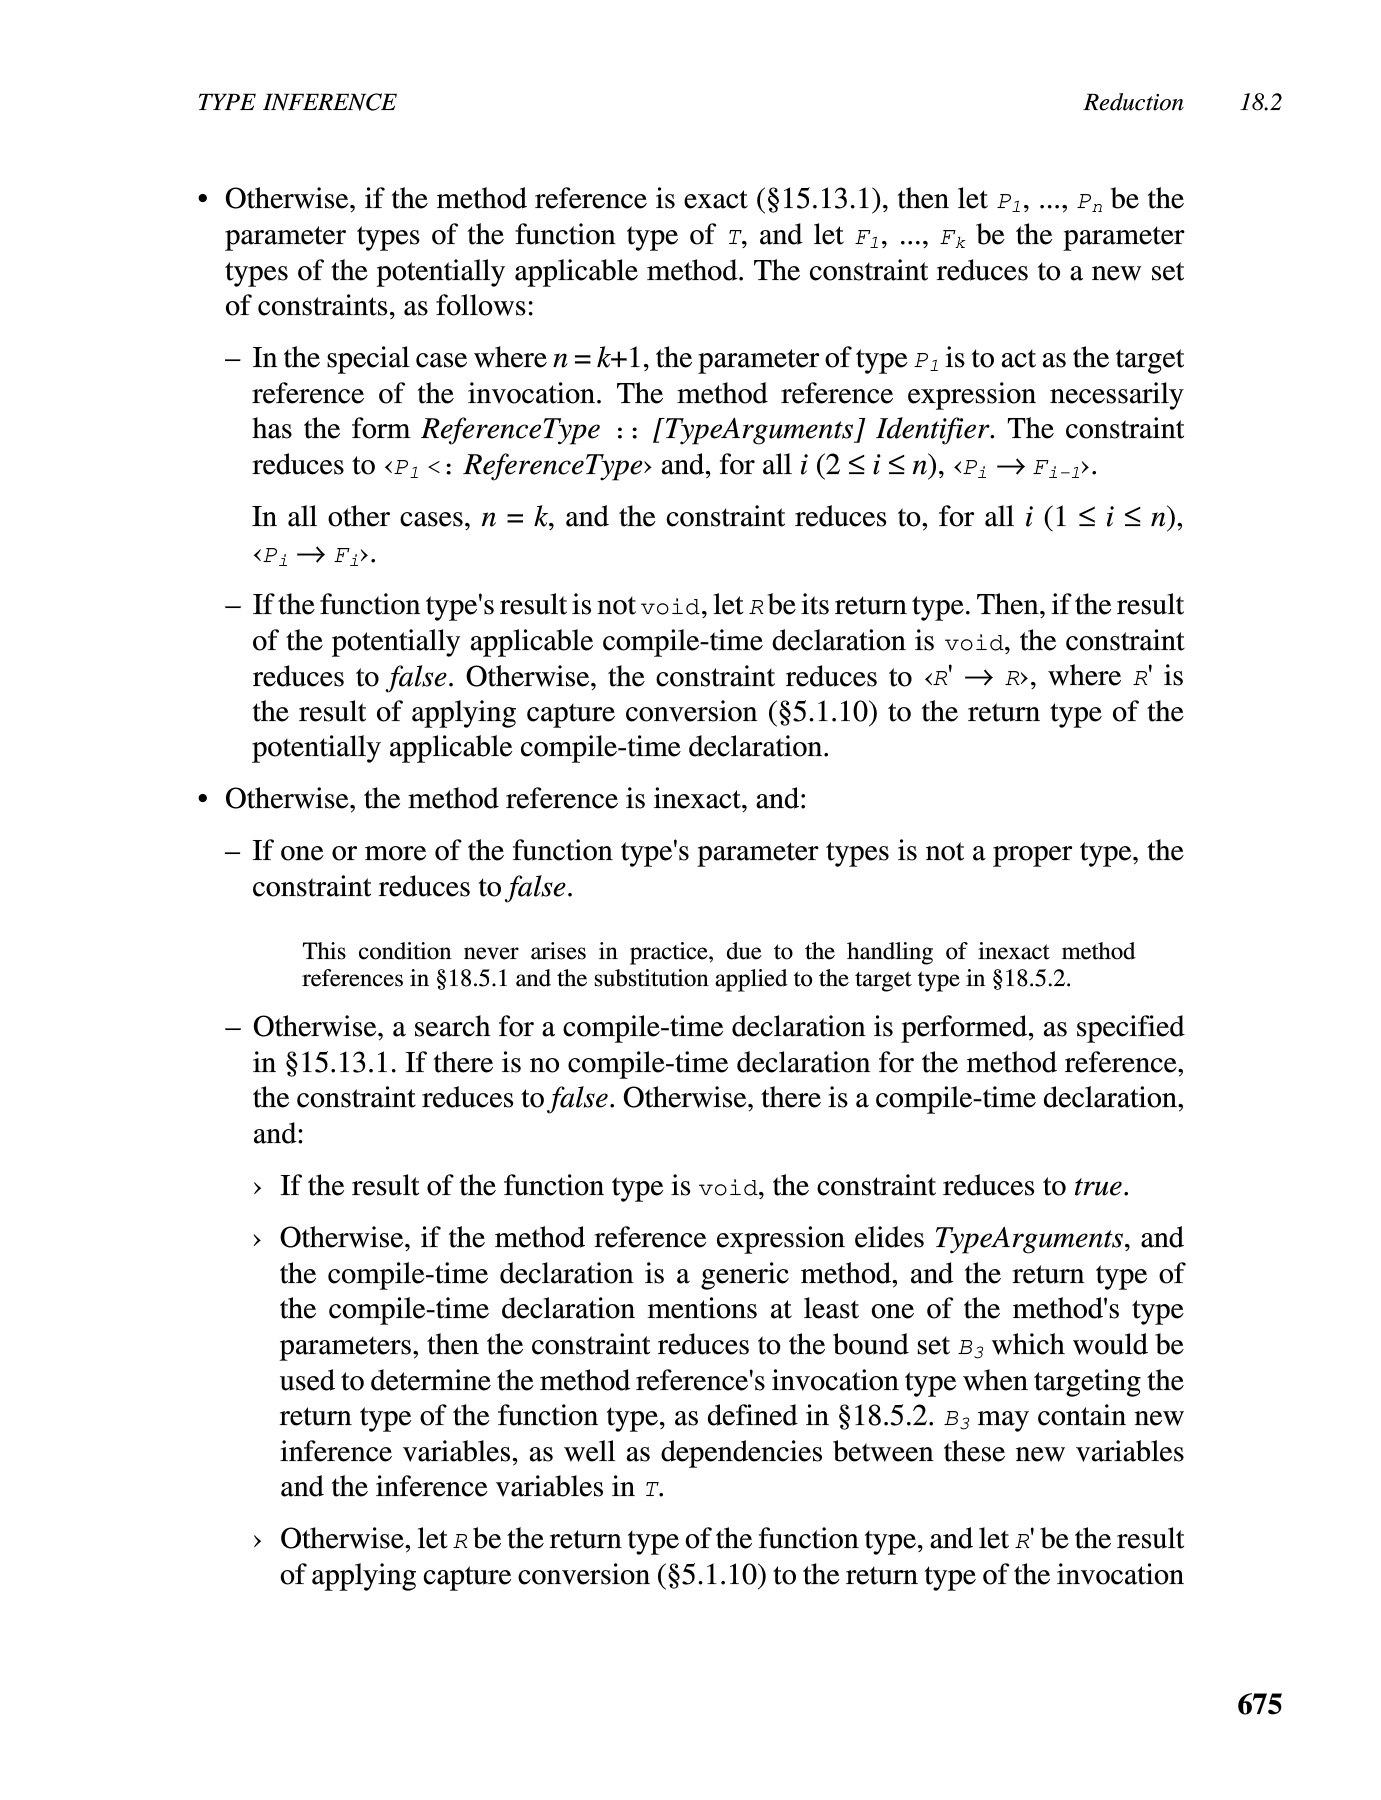 TYPE INFERENCE Reduction 18.2
• Otherwise, if the method reference is exact (§15.13.1), then let P1, ..., Pn be the
parameter types of the function type of T, and let F1, ..., Fk be the parameter
types of the potentially applicable method. The constraint reduces to a new set
of constraints, as follows:
– In the special case where n = k+1, the parameter of type P1 is to act as the target
reference of the invocation. The method reference expression necessarily
has the form ReferenceType :: [TypeArguments] Identifier. The constraint
reduces to ‹P1 <: ReferenceType› and, for all i (2 ≤ i ≤ n), ‹Pi → Fi-1›.
In all other cases, n = k, and the constraint reduces to, for all i (1 ≤ i ≤ n),
‹Pi → Fi›.
– If the function type's result is not void, let R be its return type. Then, if the result
of the potentially applicable compile-time declaration is void, the constraint
reduces to false. Otherwise, the constraint reduces to ‹R' → R›, where R' is
the result of applying capture conversion (§5.1.10) to the return type of the
potentially applicable compile-time declaration.
• Otherwise, the method reference is inexact, and:
– If one or more of the function type's parameter types is not a proper type, the
constraint reduces to false.
This condition never arises in practice, due to the handling of inexact method
references in §18.5.1 and the substitution applied to the target type in §18.5.2.
– Otherwise, a search for a compile-time declaration is performed, as specified
in §15.13.1. If there is no compile-time declaration for the method reference,
the constraint reduces to false. Otherwise, there is a compile-time declaration,
and:
› If the result of the function type is void, the constraint reduces to true.
› Otherwise, if the method reference expression elides TypeArguments, and
the compile-time declaration is a generic method, and the return type of
the compile-time declaration mentions at least one of the method's type
parameters, then the constraint reduces to the bound set B3 which would be
used to determine the method reference's invocation type when targeting the
return type of the function type, as defined in §18.5.2. B3 may contain new
inference variables, as well as dependencies between these new variables
and the inference variables in T.
› Otherwise, let R be the return type of the function type, and let R' be the result
of applying capture conversion (§5.1.10) to the return type of the invocation
675